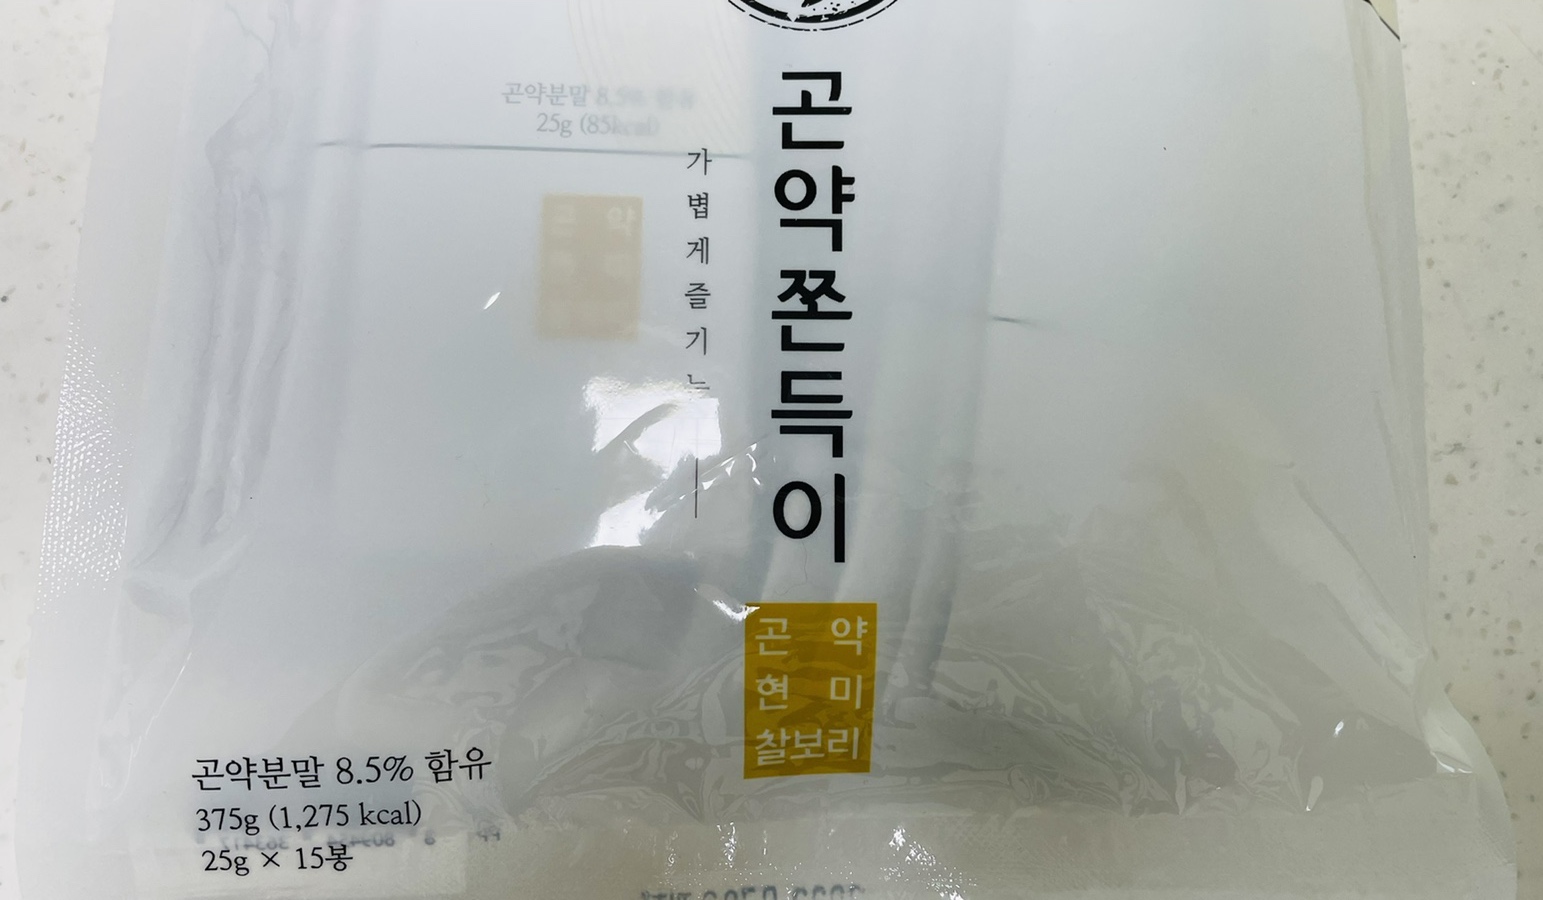 곤약쫀득이
가볍게즐기는
곤약분말 8.5% 함유
25g (85kcal)
곤약
곤약
현미
찰보리
곤약분말 8.5% 함유
375g (1,275 kcal)
25g × 15봉